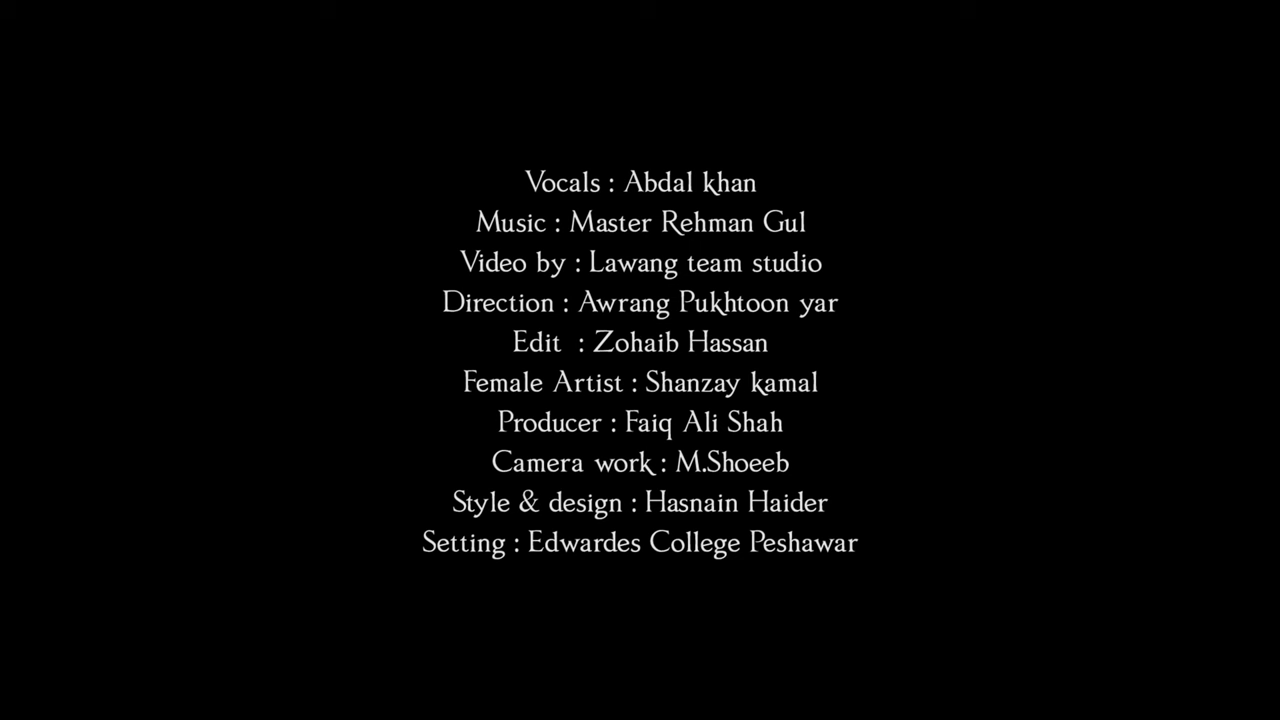 Vocals : Abdal khan
Music : Master Rehman Gul
Video by : Lawang team studio
Direction : Awrang Pukhtoon yar
Edit  : Zohaib Hassan
Female Artist : Shanzay kamal
Producer : Faiq Ali Shah
Camera work : M.Shoeeb
Style & design : Hasnain Haider
Setting : Edwardes College Peshawar